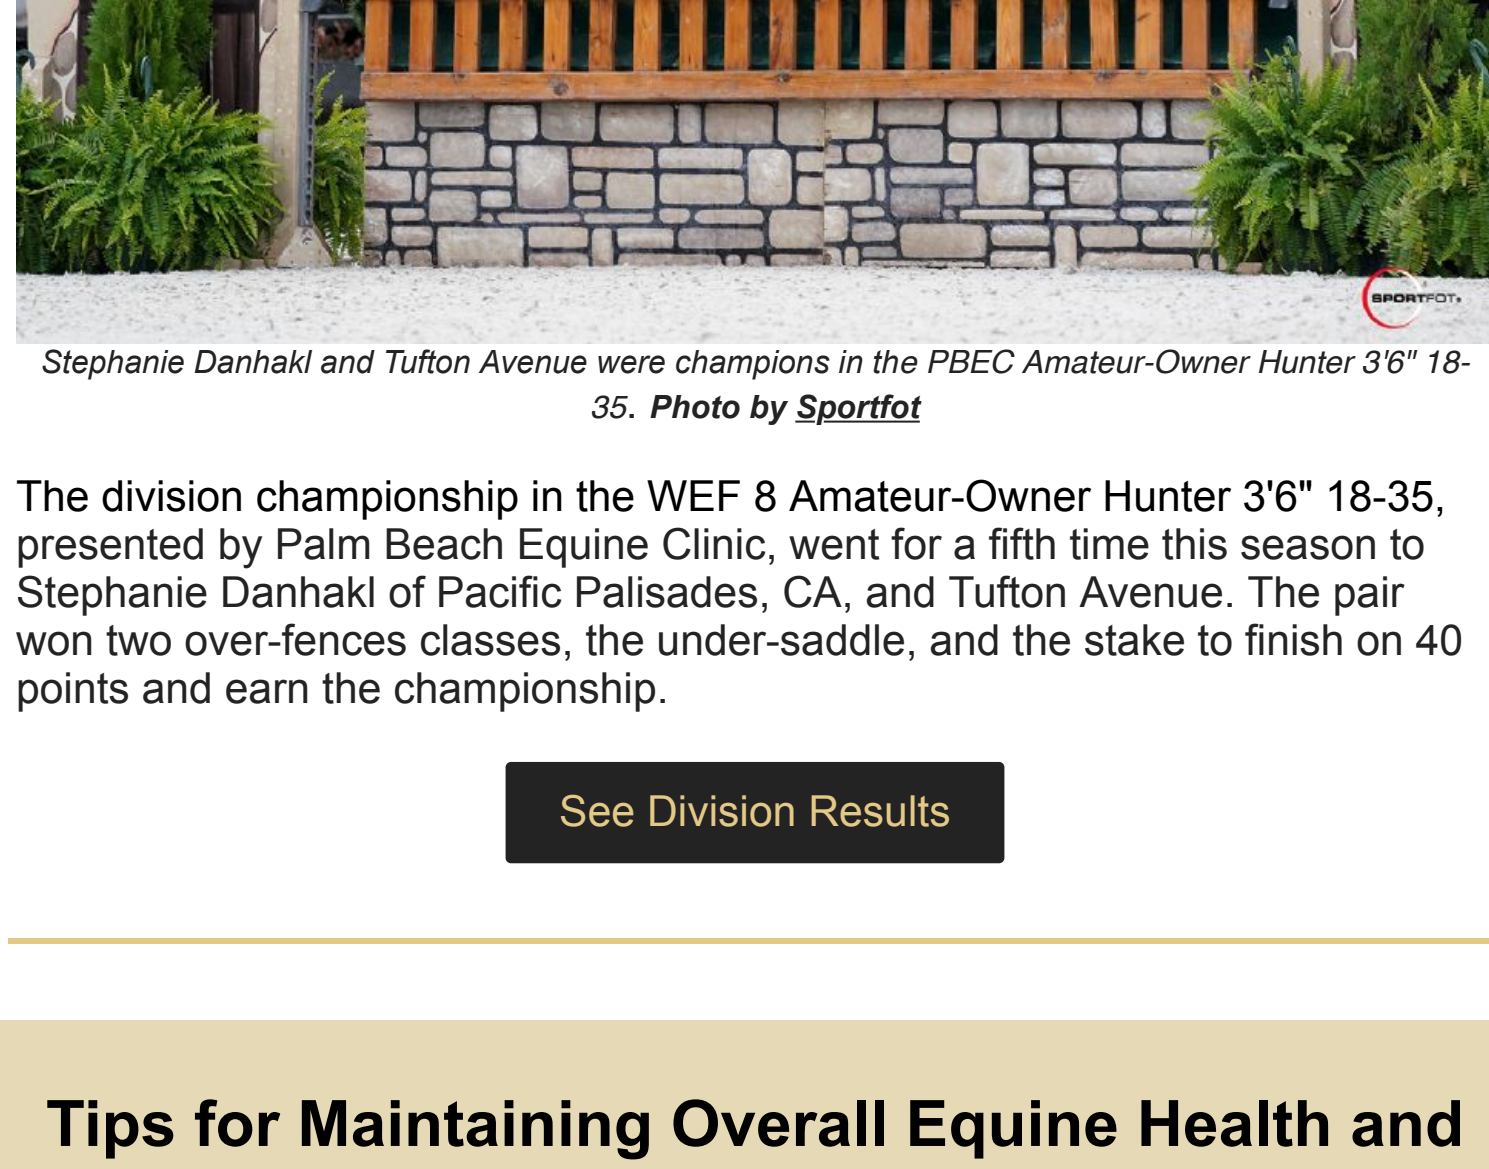 SPORTFOT
Stephanie Danhakl and Tufton Avenue were champions in the PBEC Amateur-Owner Hunter 3'6" 18-
35. Photo by Sportfot
The division championship in the WEF 8 Amateur-Owner Hunter 3'6" 18-35,
presented by Palm Beach Equine Clinic, went for a fifth time this season to
Stephanie Danhakl of Pacific Palisades, CA, and Tufton Avenue. The pair
won two over-fences classes, the under-saddle, and the stake to finish on 40
points and earn the championship.
See Division Results
Tips for Maintaining Overall Equine Health and